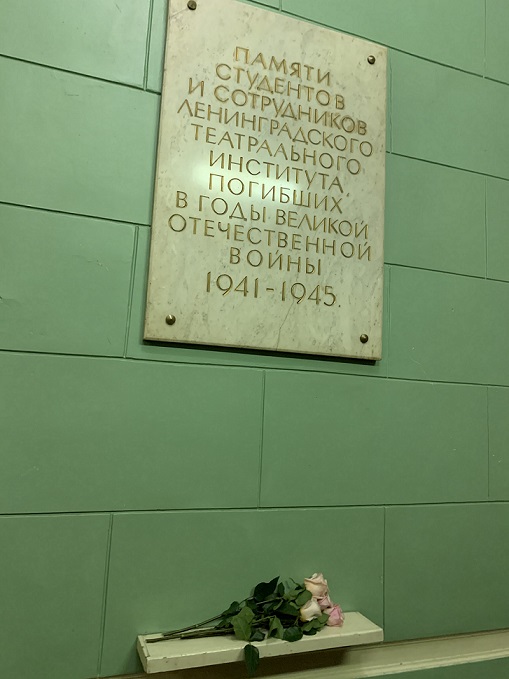 ПАМЯТИ
СТУДЕНТОВ
И СОТРУДНИКОВ
ЛЕНИНГРАДСКОГО
ТЕАТРАЛЬНОГО
ИНСТИТУТА
ПОГИБШИХ
В ГОДЫ ВЕЛИКОЙ
ОТЕЧЕСТВЕННОЙ
ВОЙНЫ
1941-1945.